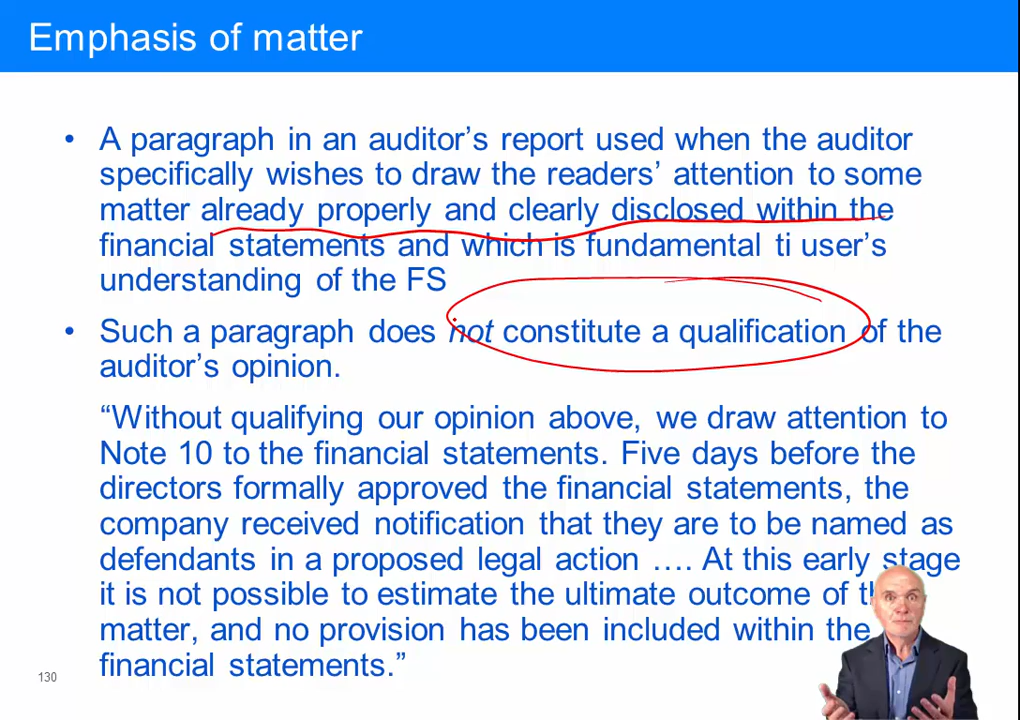 Emphasis of matter
• A paragraph in an auditor’s report used when the auditor
specifically wishes to draw the readers’ attention to some
matter already properly and clearly disclosed within the
financial statements and which is fundamental ti user’s
understanding of the FS
• Such a paragraph does not constitute a qualification of the
auditor’s opinion.
“Without qualifying our opinion above, we draw attention to
Note 10 to the financial statements. Five days before the
directors formally approved the financial statements, the
company received notification that they are to be named as
defendants in a proposed legal action …. At this early stage
it is not possible to estimate the ultimate outcome of
matter, and no provision has been included within the
financial statements.”
130